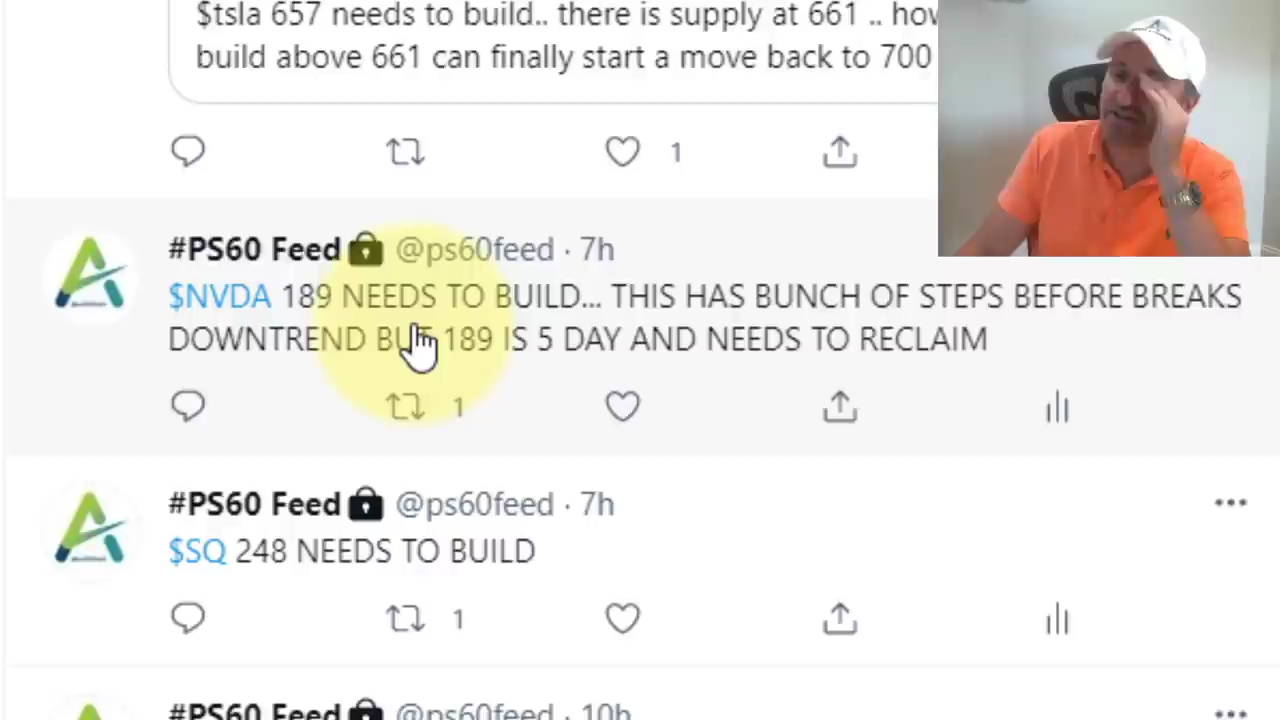 $tsla 657 needs to build.. there is supply at 661 ..
build above 661 can finally start a move back to 700
1
#PS60 Feed @ps60feed · 7h
$NVDA 189 NEEDS TO BUILD... THIS HAS BUNCH OF STEPS BEFORE BREAKS
DOWNTREND BUT 189 IS 5 DAY AND NEEDS TO RECLAIM
1
#PS60 Feed @ps60feed · 7h
$SQ 248 NEEDS TO BUILD
1
#PS60 Feed @ps60feed · 10h